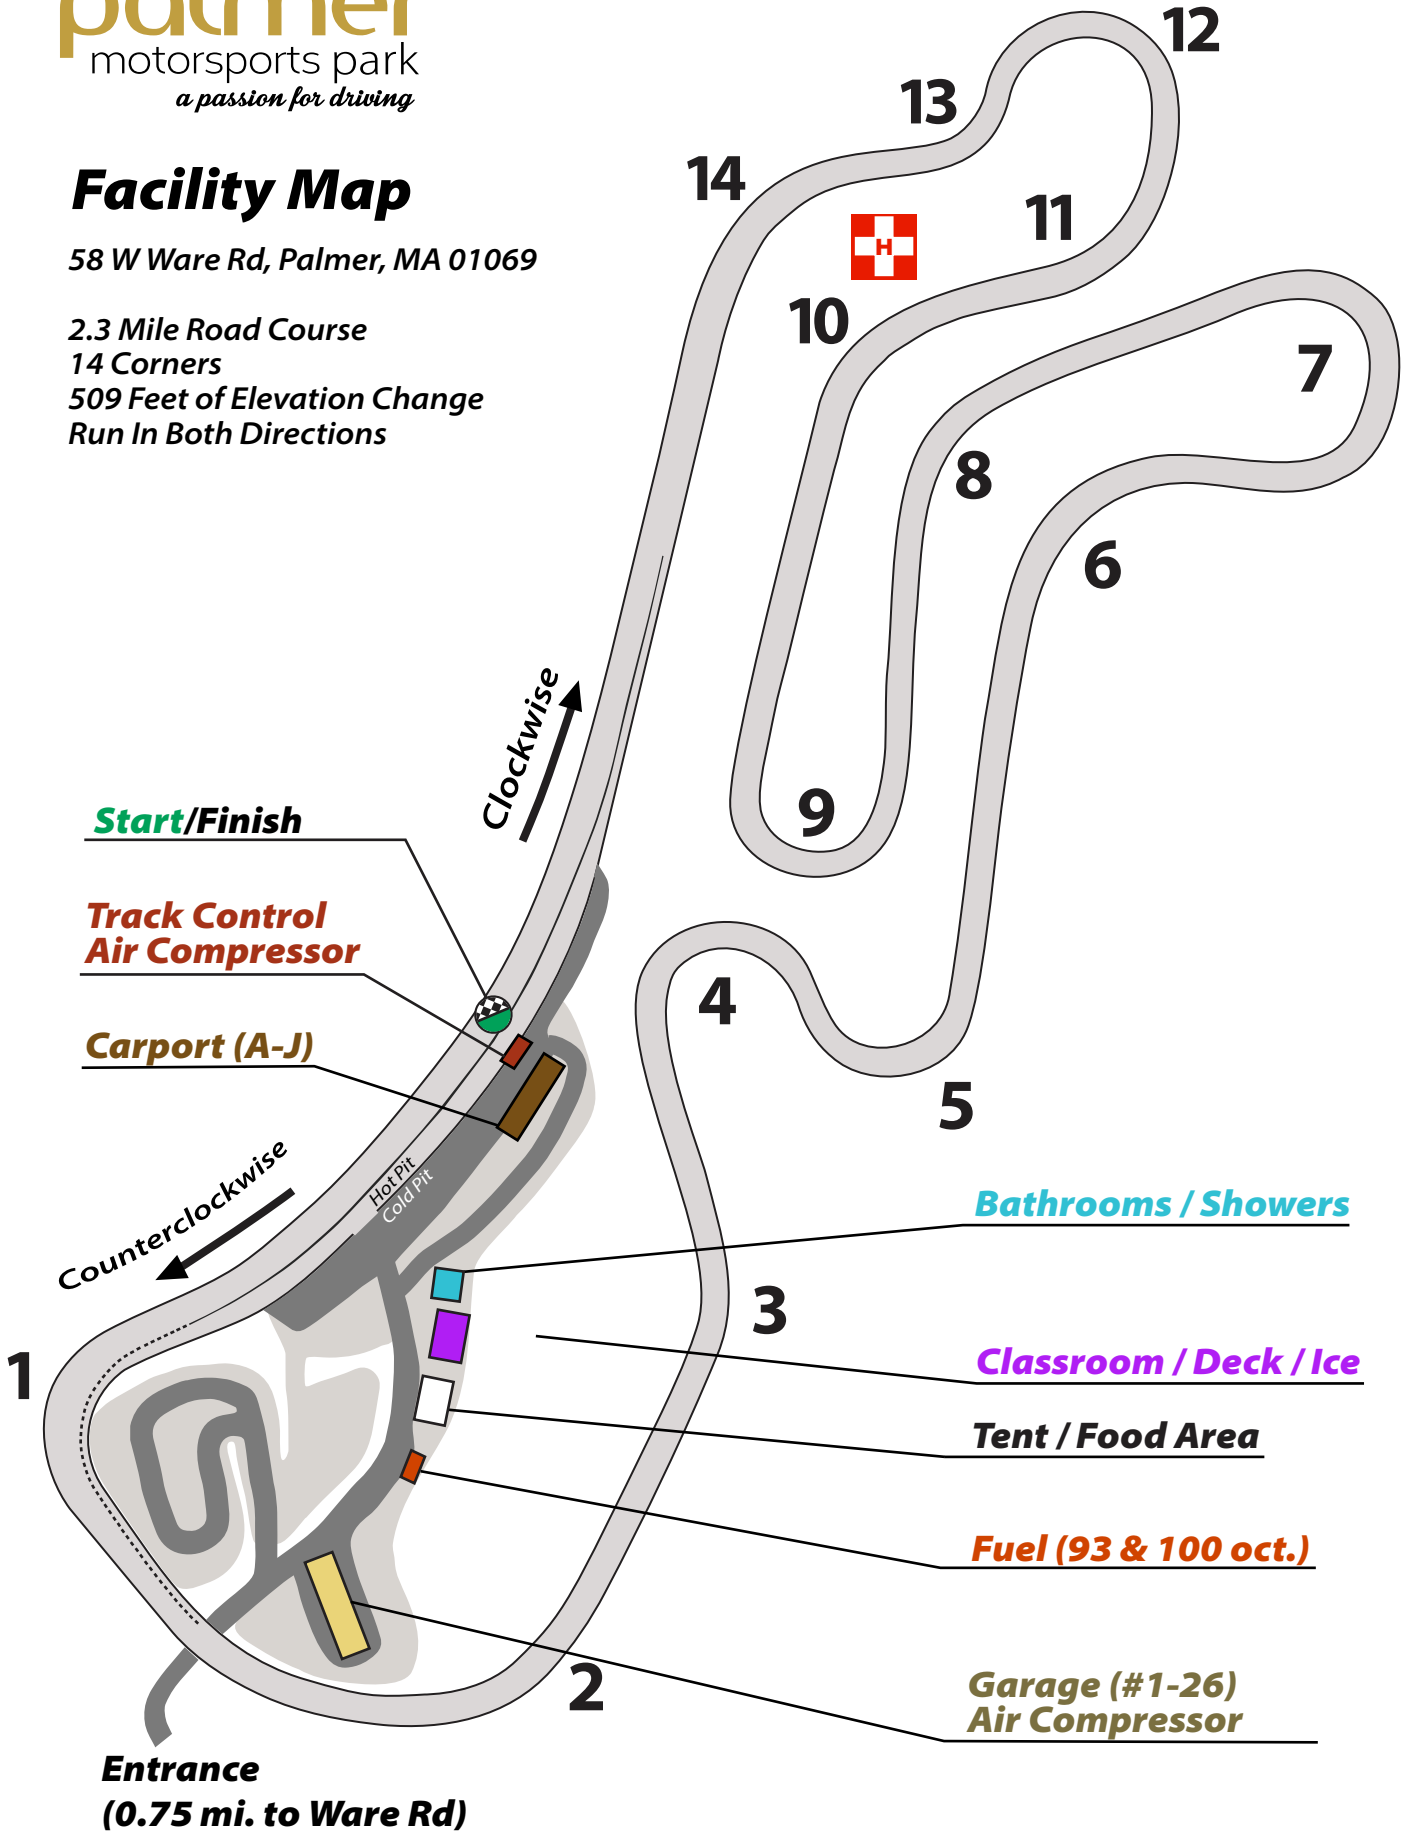 palmer
motorsports park
a passion for driving
Facility Map
58 W Ware Rd, Palmer, MA 01069
2.3 Mile Road Course
14 Corners
509 Feet of Elevation Change
Run In Both Directions
12
13
14
11
10
7
8
6
Clockwise
9
Start/Finish
Track Control
Air Compressor
4
Carport (A-J)
5
Hot Pit
Cold Pit
Counterclockwise
Bathrooms / Showers
3
1
Classroom / Deck / Ice
Tent / Food Area
Fuel (93 & 100 oct.)
2
Garage (#1-26)
Air Compressor
Entrance
(0.75 mi. to Ware Rd)
H